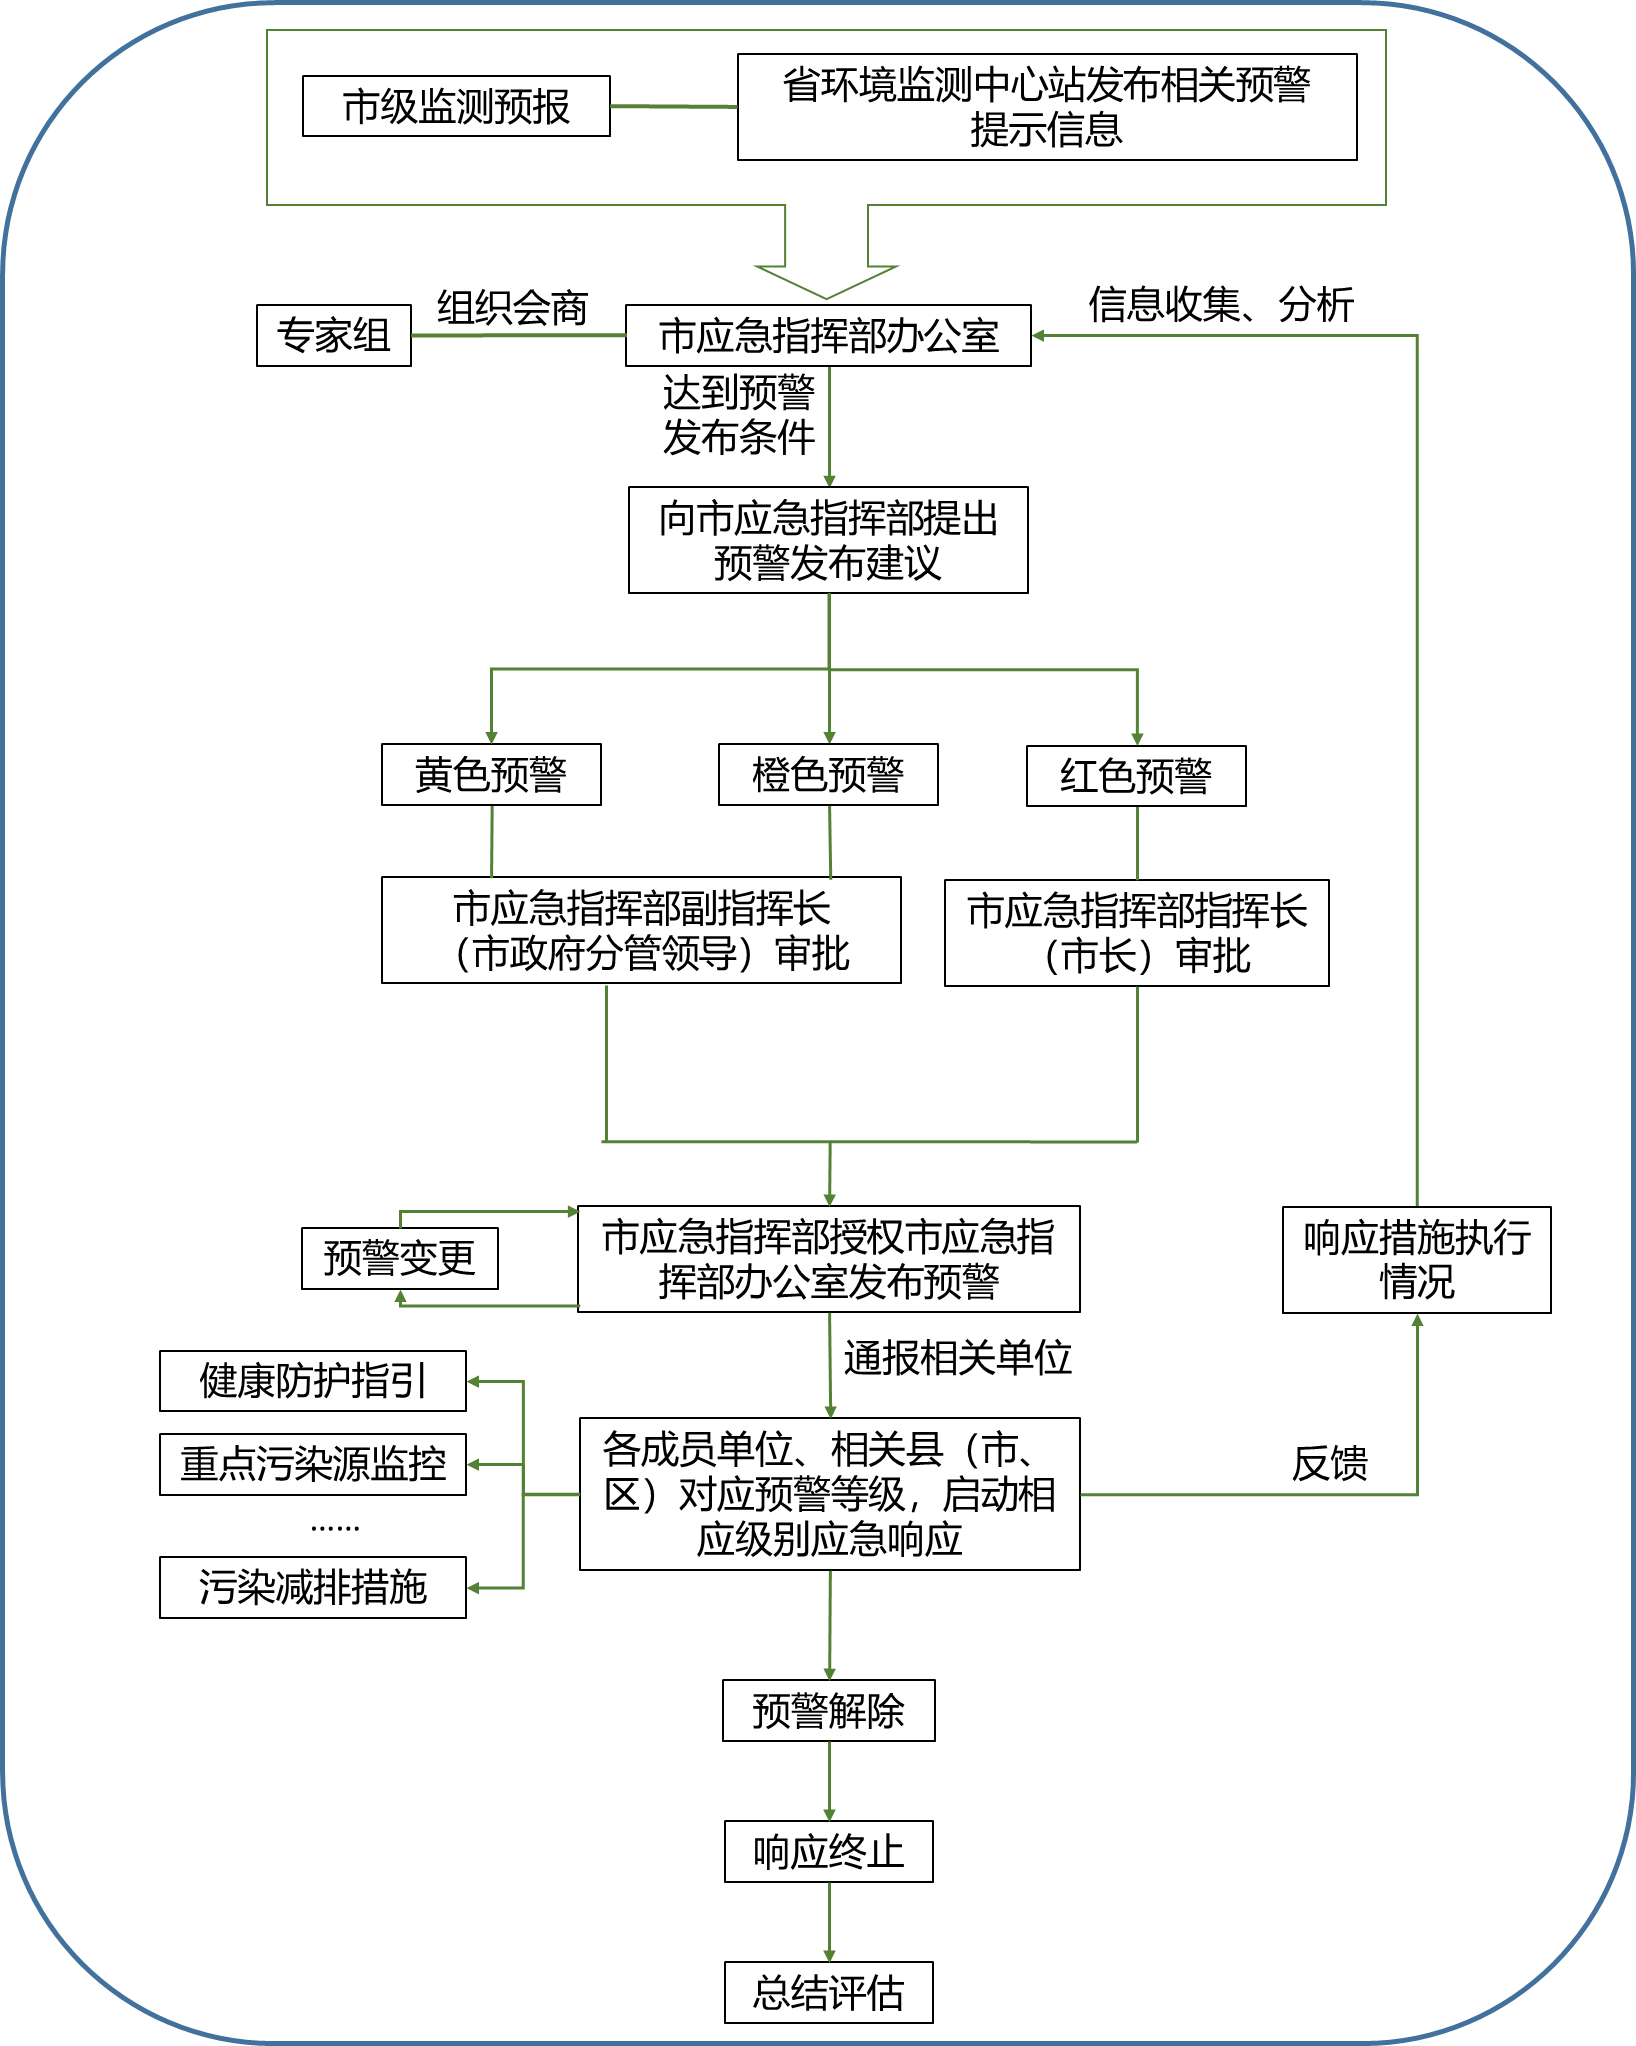 市级监测预报
省环境监测中心站发布相关预警
提示信息
专家组
组织会商
市应急指挥部办公室
信息收集、分析
达到预警
发布条件
向市应急指挥部提出
预警发布建议
黄色预警
橙色预警
红色预警
市应急指挥部副指挥长
（市政府分管领导）审批
市应急指挥部指挥长
（市长）审批
预警变更
市应急指挥部授权市应急指
挥部办公室发布预警
响应措施执行
情况
通报相关单位
健康防护指引
重点污染源监控
……
污染减排措施
各成员单位、相关县（市、
区）对应预警等级，启动相
应级别应急响应
反馈
预警解除
响应终止
总结评估